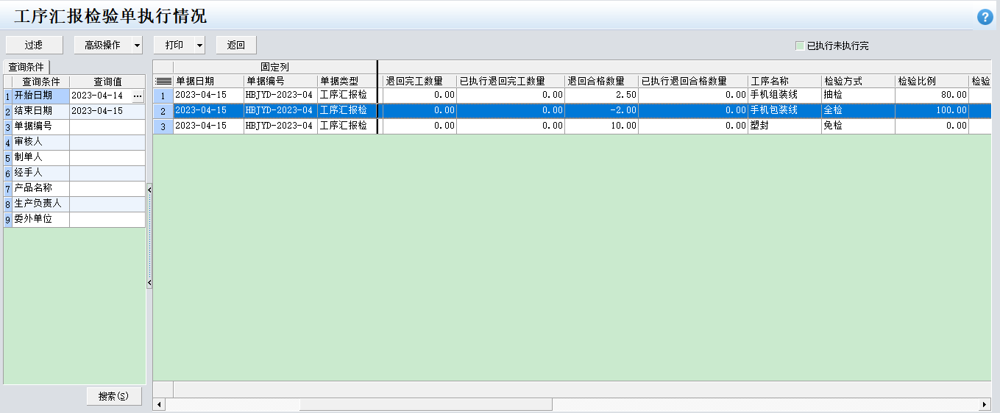 工序汇报检验单执行情况
过滤 高级操作 打印 返回 已执行未执行完
查询条件
查询条件 查询值
1 开始日期 2023-04-14 ...
2 结束日期 2023-04-15
3 单据编号
4 审核人
5 制单人
6 经手人
7 产品名称
8 生产负责人
9 委外单位
搜索(S)
固定列
单据日期 单据编号 单据类型 退回完工数量 已执行退回完工数量 退回合格数量 已执行退回合格数量 工序名称 检验方式 检验比例 检验
1 2023-04-15 HBJYD-2023-04 工序汇报检 0.00 0.00 2.50 0.00 手机组装线 抽检 80.00
2 2023-04-15 HBJYD-2023-04 工序汇报检 0.00 0.00 -2.00 0.00 手机包装线 全检 100.00
3 2023-04-15 HBJYD-2023-04 工序汇报检 0.00 0.00 10.00 0.00 塑封 免检 0.00